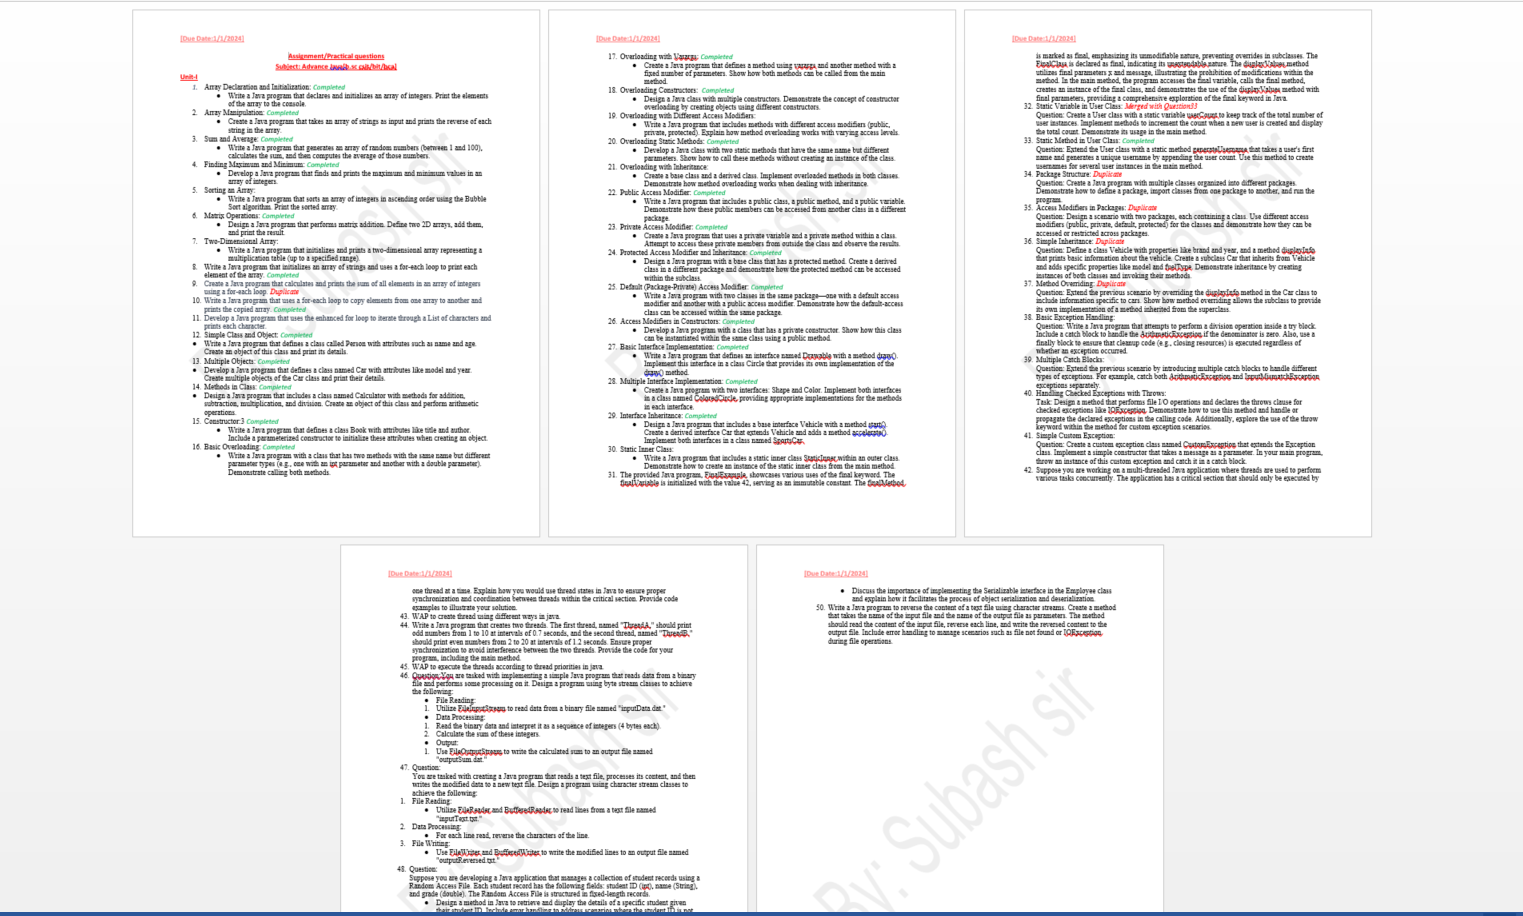 [Due Date:1/1/2024]
Assignment/Practical questions
Subject: Advance java[b.sc csit/bit/bca]
Unit-I
1. Array Declaration and Initialization: Completed
• Write a Java program that declares and initializes an array of integers. Print the elements
of the array to the console.
2. Array Manipulation: Completed
• Create a Java program that takes an array of strings as input and prints the reverse of each
string in the array.
3. Sum and Average: Completed
• Write a Java program that generates an array of random numbers (between 1 and 100),
calculates the sum, and then computes the average of those numbers.
4. Finding Maximum and Minimum: Completed
• Develop a Java program that finds and prints the maximum and minimum values in an
array of integers.
5. Sorting an Array:
• Write a Java program that sorts an array of integers in ascending order using the Bubble
Sort algorithm. Print the sorted array.
6. Matrix Operations: Completed
• Design a Java program that performs matrix addition. Define two 2D arrays, add them,
and print the result.
7. Two-Dimensional Array:
• Write a Java program that initializes and prints a two-dimensional array representing a
multiplication table (up to a specified range).
8. Write a Java program that initializes an array of strings and uses a for-each loop to print each
element of the array. Completed
9. Create a Java program that calculates and prints the sum of all elements in an array of integers
using a for-each loop. Duplicate
10. Write a Java program that uses a for-each loop to copy elements from one array to another and
prints the copied array. Completed
11. Develop a Java program that uses the enhanced for loop to iterate through a List of characters and
prints each character.
12. Simple Class and Object: Completed
• Write a Java program that defines a class called Person with attributes such as name and age.
Create an object of this class and print its details.
13. Multiple Objects: Completed
• Develop a Java program that defines a class named Car with attributes like model and year.
Create multiple objects of the Car class and print their details.
14. Methods in Class: Completed
• Design a Java program that includes a class named Calculator with methods for addition,
subtraction, multiplication, and division. Create an object of this class and perform arithmetic
operations.
15. Constructor:3 Completed
• Write a Java program that defines a class Book with attributes like title and author.
Include a parameterized constructor to initialize these attributes when creating an object.
16. Basic Overloading: Completed
• Write a Java program with a class that has two methods with the same name but different
parameter types (e.g., one with an int parameter and another with a double parameter).
Demonstrate calling both methods.
[Due Date:1/1/2024]
17. Overloading with Varargs: Completed
• Create a Java program that defines a method using varargs and another method with a
fixed number of parameters. Show how both methods can be called from the main
method.
18. Overloading Constructors: Completed
• Design a Java class with multiple constructors. Demonstrate the concept of constructor
overloading by creating objects using different constructors.
19. Overloading with Different Access Modifiers:
• Write a Java program that includes methods with different access modifiers (public,
private, protected). Explain how method overloading works with varying access levels.
20. Overloading Static Methods: Completed
• Develop a Java class with two static methods that have the same name but different
parameters. Show how to call these methods without creating an instance of the class.
21. Overloading with Inheritance:
• Create a base class and a derived class. Implement overloaded methods in both classes.
Demonstrate how method overloading works when dealing with inheritance.
22. Public Access Modifier: Completed
• Write a Java program that includes a public class, a public method, and a public variable.
Demonstrate how these public members can be accessed from another class in a different
package.
23. Private Access Modifier: Completed
• Create a Java program that uses a private variable and a private method within a class.
Attempt to access these private members from outside the class and observe the results.
24. Protected Access Modifier and Inheritance: Completed
• Design a Java program with a base class that has a protected method. Create a derived
class in a different package and demonstrate how the protected method can be accessed
within the subclass.
25. Default (Package-Private) Access Modifier: Completed
• Write a Java program with two classes in the same package—one with a default access
modifier and another with a public access modifier. Demonstrate how the default-access
class can be accessed within the same package.
26. Access Modifiers in Constructors: Completed
• Develop a Java program with a class that has a private constructor. Show how this class
can be instantiated within the same class using a public method.
27. Basic Interface Implementation: Completed
• Write a Java program that defines an interface named Drawable with a method draw().
Implement this interface in a class Circle that provides its own implementation of the
draw() method.
28. Multiple Interface Implementation: Completed
• Create a Java program with two interfaces: Shape and Color. Implement both interfaces
in a class named ColoredCircle, providing appropriate implementations for the methods
in each interface.
29. Interface Inheritance: Completed
• Design a Java program that includes a base interface Vehicle with a method start().
Create a derived interface Car that extends Vehicle and adds a method accelerate().
Implement both interfaces in a class named SportsCar.
30. Static Inner Class:
• Write a Java program that includes a static inner class StaticInner within an outer class.
Demonstrate how to create an instance of the static inner class from the main method.
31. The provided Java program, FinalExample, showcases various uses of the final keyword. The
finalVariable is initialized with the value 42, serving as an immutable constant. The finalMethod
[Due Date:1/1/2024]
is marked as final, emphasizing its unmodifiable nature, preventing overrides in subclasses. The
FinalClass is declared as final, indicating its unextendable nature. The displayValues method
utilizes final parameters x and message, illustrating the prohibition of modifications within the
method. In the main method, the program accesses the final variable, calls the final method,
creates an instance of the final class, and demonstrates the use of the displayValues method with
final parameters, providing a comprehensive exploration of the final keyword in Java.
32. Static Variable in User Class: Merged with Question33
Question: Create a User class with a static variable userCount to keep track of the total number of
user instances. Implement methods to increment the count when a new user is created and display
the total count. Demonstrate its usage in the main method.
33. Static Method in User Class: Completed
Question: Extend the User class with a static method generateUsername that takes a user's first
name and generates a unique username by appending the user count. Use this method to create
usernames for several user instances in the main method.
34. Package Structure: Duplicate
Question: Create a Java program with multiple classes organized into different packages.
Demonstrate how to define a package, import classes from one package to another, and run the
program.
35. Access Modifiers in Packages: Duplicate
Question: Design a scenario with two packages, each containing a class. Use different access
modifiers (public, private, default, protected) for the classes and demonstrate how they can be
accessed or restricted across packages.
36. Simple Inheritance: Duplicate
Question: Define a class Vehicle with properties like brand and year, and a method displayInfo
that prints basic information about the vehicle. Create a subclass Car that inherits from Vehicle
and adds specific properties like model and fuelType. Demonstrate inheritance by creating
instances of both classes and invoking their methods.
37. Method Overriding: Duplicate
Question: Extend the previous scenario by overriding the displayInfo method in the Car class to
include information specific to cars. Show how method overriding allows the subclass to provide
its own implementation of a method inherited from the superclass.
38. Basic Exception Handling:
Question: Write a Java program that attempts to perform a division operation inside a try block.
Include a catch block to handle the ArithmeticException if the denominator is zero. Also, use a
finally block to ensure that cleanup code (e.g., closing resources) is executed regardless of
whether an exception occurred.
39. Multiple Catch Blocks:
Question: Extend the previous scenario by introducing multiple catch blocks to handle different
types of exceptions. For example, catch both ArithmeticException and InputMismatchException
exceptions separately.
40. Handling Checked Exceptions with Throws:
Task: Design a method that performs file I/O operations and declares the throws clause for
checked exceptions like IOException. Demonstrate how to use this method and handle or
propagate the declared exceptions in the calling code. Additionally, explore the use of the throw
keyword within the method for custom exception scenarios.
41. Simple Custom Exception:
Question: Create a custom exception class named CustomException that extends the Exception
class. Implement a simple constructor that takes a message as a parameter. In your main program,
throw an instance of this custom exception and catch it in a catch block.
42. Suppose you are working on a multi-threaded Java application where threads are used to perform
various tasks concurrently. The application has a critical section that should only be executed by
[Due Date:1/1/2024]
one thread at a time. Explain how you would use thread states in Java to ensure proper
synchronization and coordination between threads within the critical section. Provide code
examples to illustrate your solution.
43. WAP to create thread using different ways in java.
44. Write a Java program that creates two threads. The first thread, named "ThreadA," should print
odd numbers from 1 to 10 at intervals of 0.7 seconds, and the second thread, named "ThreadB,"
should print even numbers from 2 to 20 at intervals of 1.2 seconds. Ensure proper
synchronization to avoid interference between the two threads. Provide the code for your
program, including the main method.
45. WAP to execute the threads according to thread priorities in java.
46. Question:You are tasked with implementing a simple Java program that reads data from a binary
file and performs some processing on it. Design a program using byte stream classes to achieve
the following:
• File Reading:
1. Utilize FileInputStream to read data from a binary file named "inputData.dat."
• Data Processing:
1. Read the binary data and interpret it as a sequence of integers (4 bytes each).
2. Calculate the sum of these integers.
• Output:
1. Use FileOutputStream to write the calculated sum to an output file named
"outputSum.dat."
47. Question:
You are tasked with creating a Java program that reads a text file, processes its content, and then
writes the modified data to a new text file. Design a program using character stream classes to
achieve the following:
1. File Reading:
• Utilize FileReader and BufferedReader to read lines from a text file named
"inputText.txt."
2. Data Processing:
• For each line read, reverse the characters of the line.
3. File Writing:
• Use FileWriter and BufferedWriter to write the modified lines to an output file named
"outputReversed.txt."
48. Question:
Suppose you are developing a Java application that manages a collection of student records using a
Random Access File. Each student record has the following fields: student ID (int), name (String),
and grade (double). The Random Access File is structured in fixed-length records.
• Design a method in Java to retrieve and display the details of a specific student given
their student ID. Include error handling to address scenarios where the student ID is not
[Due Date:1/1/2024]
• Discuss the importance of implementing the Serializable interface in the Employee class
and explain how it facilitates the process of object serialization and deserialization.
50. Write a Java program to reverse the content of a text file using character streams. Create a method
that takes the name of the input file and the name of the output file as parameters. The method
should read the content of the input file, reverse each line, and write the reversed content to the
output file. Include error handling to manage scenarios such as file not found or IOException
during file operations.
By: Subash sir